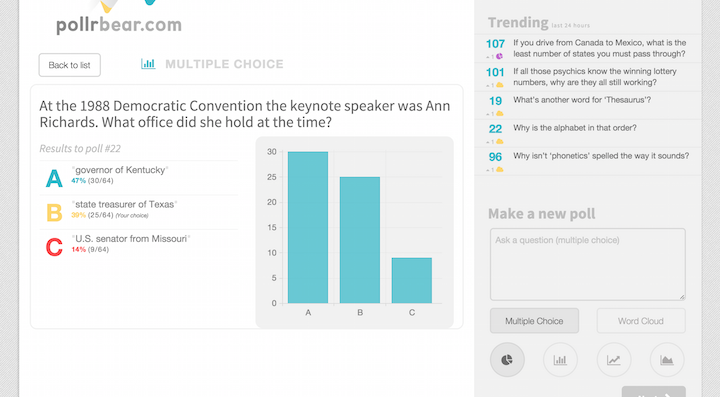 pollrbear.com
Back to list
MULTIPLE CHOICE
At the 1988 Democratic Convention the keynote speaker was Ann
Richards. What office did she hold at the time?
Results to poll #22
A
"governor of Kentucky"
47% (30/64)
B
"state treasurer of Texas"
39% (25/64) (Your choice)
C
"U.S. senator from Missouri"
14% (9/64)
30
25
20
15
10
5
0
A B C
Trending last 24 hours
107
+ 1
If you drive from Canada to Mexico, what is the
least number of states you must pass through?
101
+ 1
If all those psychics know the winning lottery
numbers, why are they all still working?
19
+ 1
What's another word for 'Thesaurus'?
22
+ 1
Why is the alphabet in that order?
96
+ 1
Why isn't 'phonetics' spelled the way it sounds?
Make a new poll
Ask a question (multiple choice)
Multiple Choice
Word Cloud